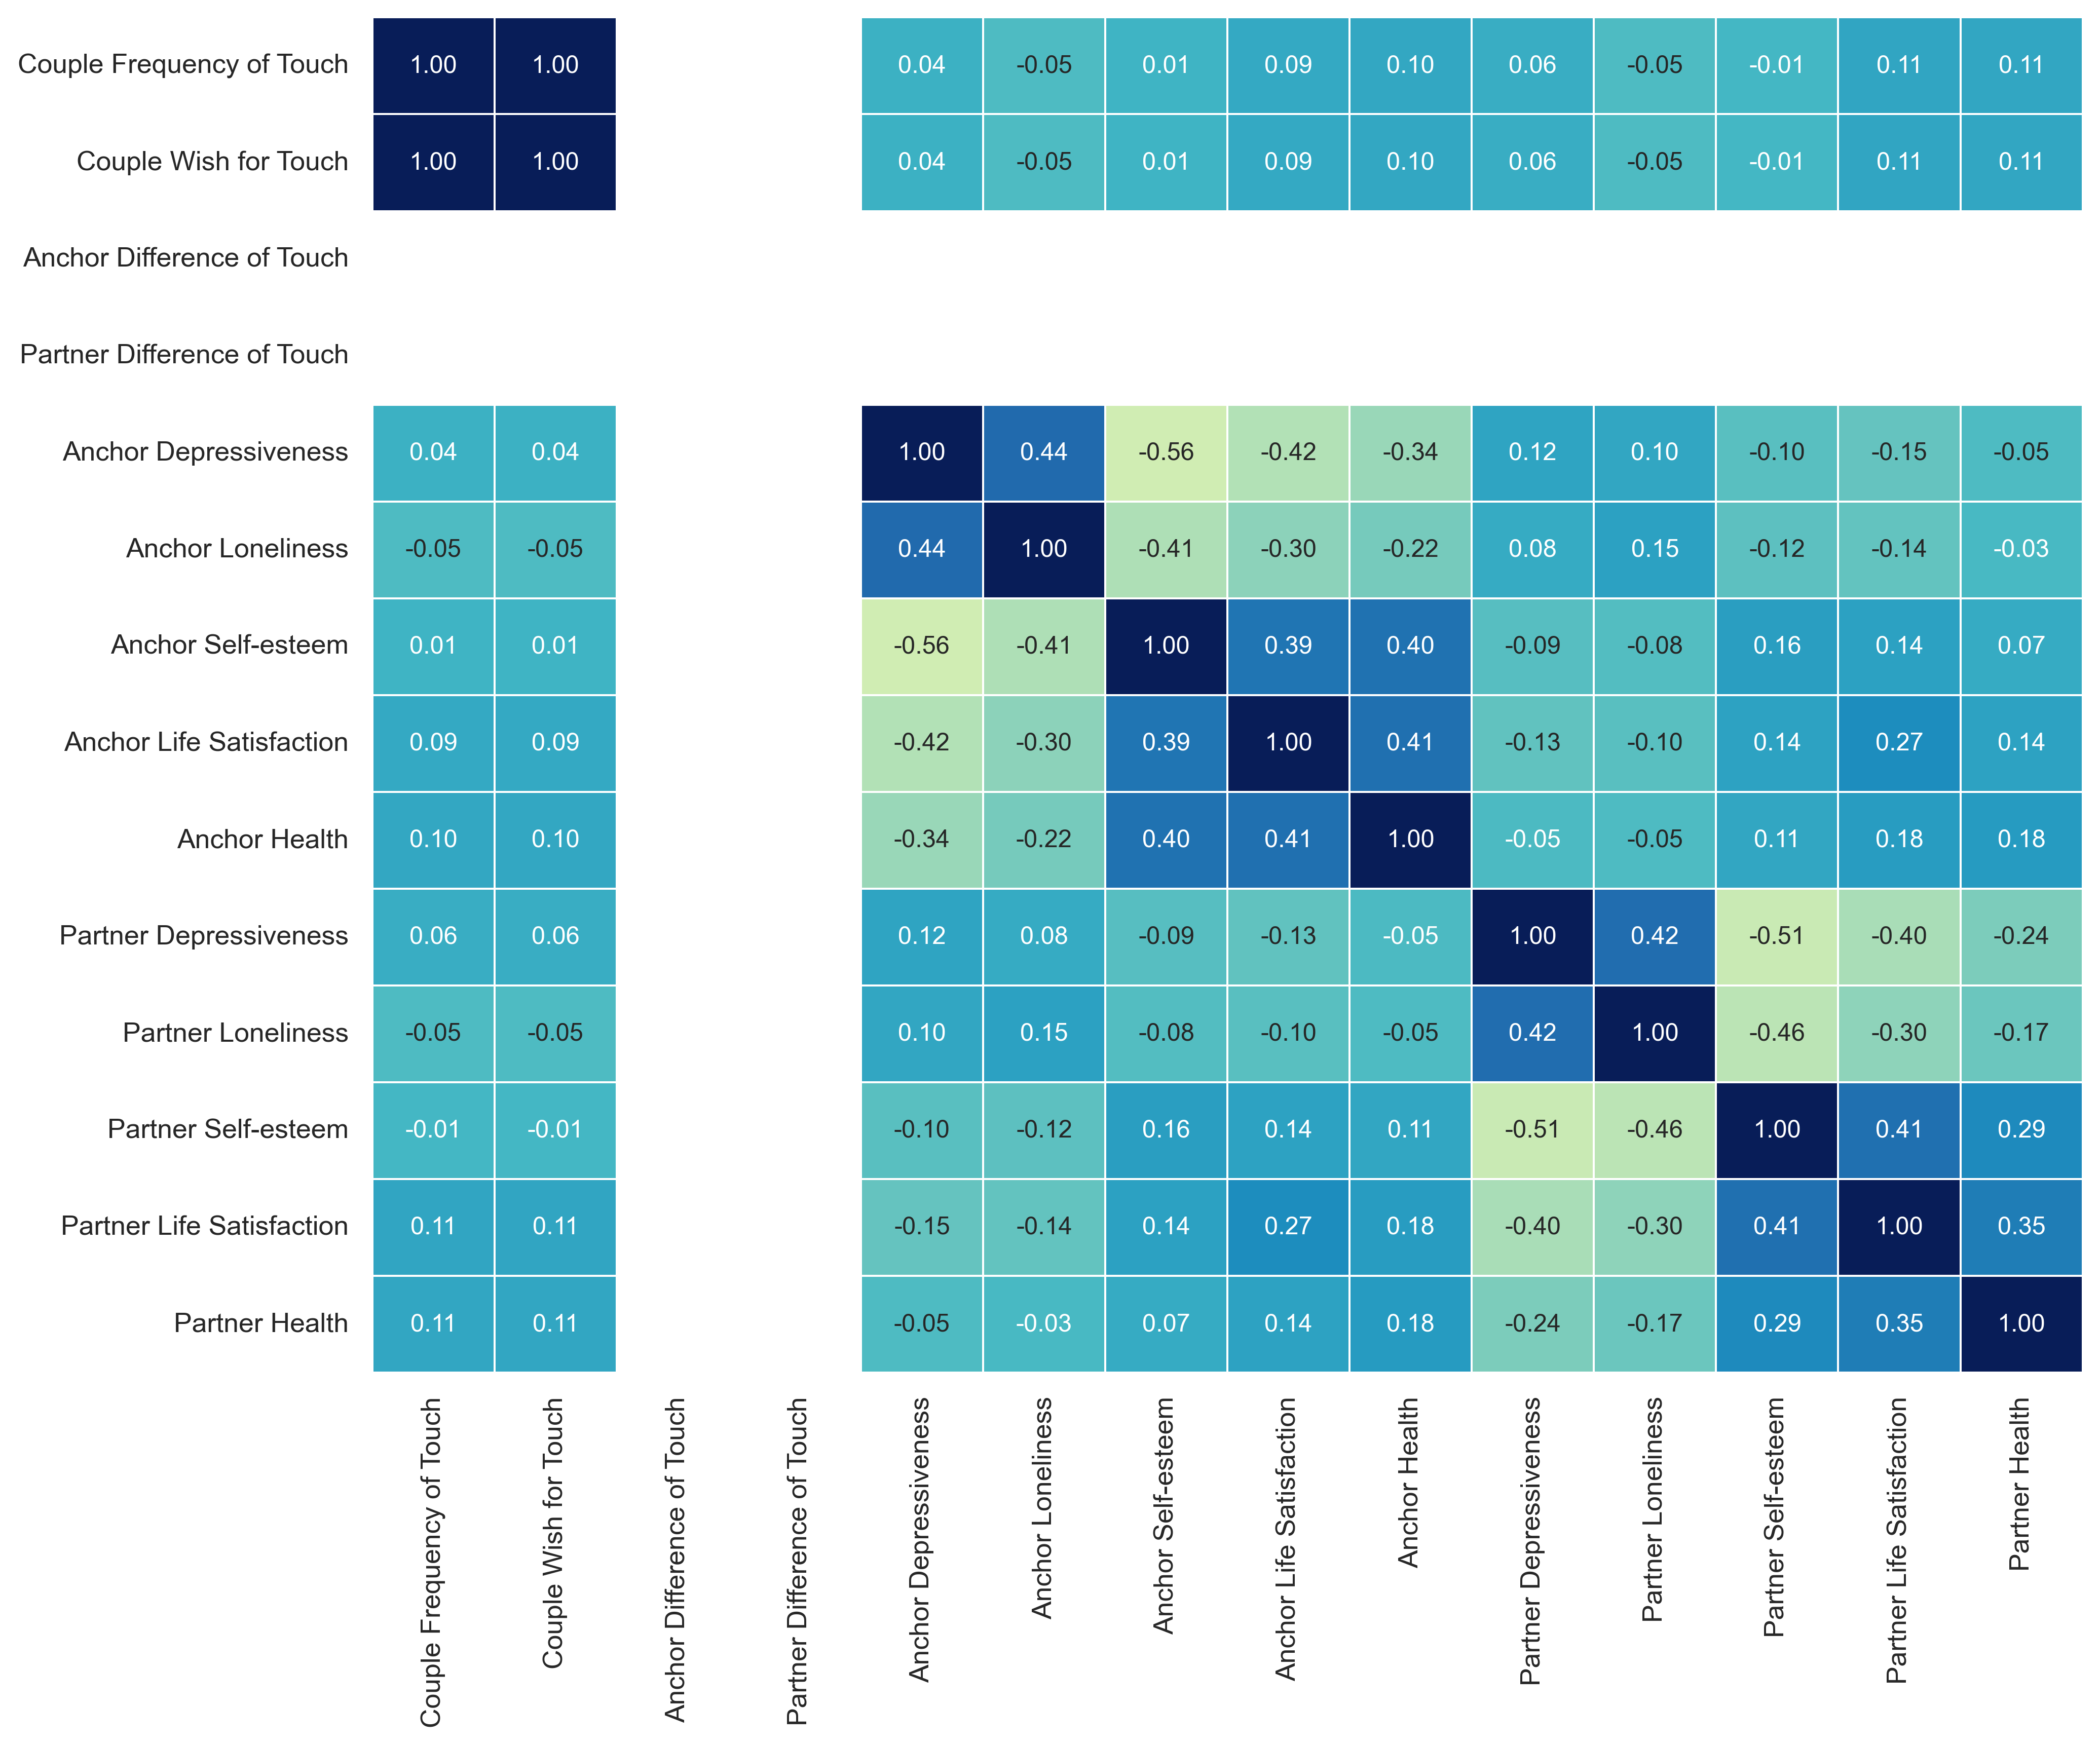 Couple Frequency of Touch 1.00 1.00 0.04 -0.05 0.01 0.09 0.10 0.06 -0.05 -0.01 0.11 0.11
Couple Wish for Touch 1.00 1.00 0.04 -0.05 0.01 0.09 0.10 0.06 -0.05 -0.01 0.11 0.11
Anchor Difference of Touch
Partner Difference of Touch
Anchor Depressiveness 0.04 0.04 1.00 0.44 -0.56 -0.42 -0.34 0.12 0.10 -0.10 -0.15 -0.05
Anchor Loneliness -0.05 -0.05 0.44 1.00 -0.41 -0.30 -0.22 0.08 0.15 -0.12 -0.14 -0.03
Anchor Self-esteem 0.01 0.01 -0.56 -0.41 1.00 0.39 0.40 -0.09 -0.08 0.16 0.14 0.07
Anchor Life Satisfaction 0.09 0.09 -0.42 -0.30 0.39 1.00 0.41 -0.13 -0.10 0.14 0.27 0.14
Anchor Health 0.10 0.10 -0.34 -0.22 0.40 0.41 1.00 -0.05 -0.05 0.11 0.18 0.18
Partner Depressiveness 0.06 0.06 0.12 0.08 -0.09 -0.13 -0.05 1.00 0.42 -0.51 -0.40 -0.24
Partner Loneliness -0.05 -0.05 0.10 0.15 -0.08 -0.10 -0.05 0.42 1.00 -0.46 -0.30 -0.17
Partner Self-esteem -0.01 -0.01 -0.10 -0.12 0.16 0.14 0.11 -0.51 -0.46 1.00 0.41 0.29
Partner Life Satisfaction 0.11 0.11 -0.15 -0.14 0.14 0.27 0.18 -0.40 -0.30 0.41 1.00 0.35
Partner Health 0.11 0.11 -0.05 -0.03 0.07 0.14 0.18 -0.24 -0.17 0.29 0.35 1.00
Couple Frequency of Touch
Couple Wish for Touch
Anchor Difference of Touch
Partner Difference of Touch
Anchor Depressiveness
Anchor Loneliness
Anchor Self-esteem
Anchor Life Satisfaction
Anchor Health
Partner Depressiveness
Partner Loneliness
Partner Self-esteem
Partner Life Satisfaction
Partner Health